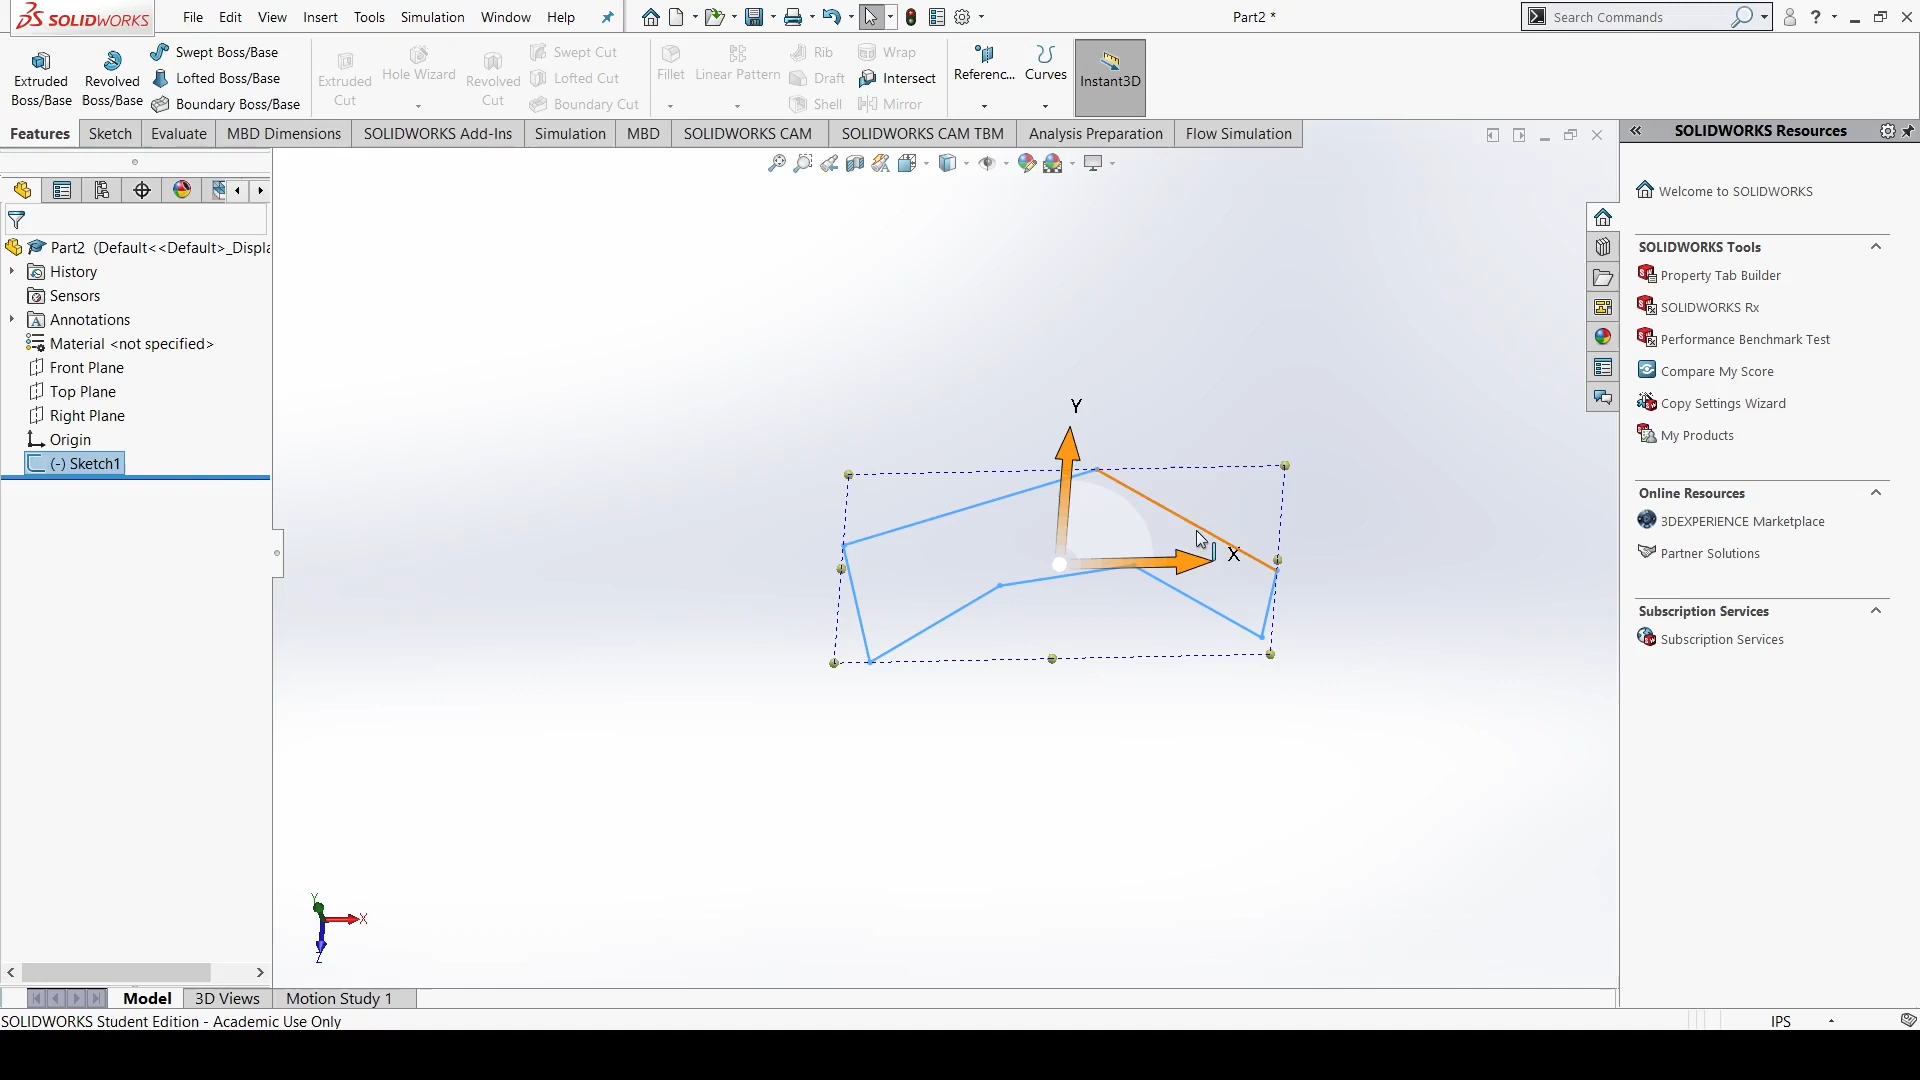 SOLIDWORKS File Edit View Insert Tools Simulation Window Help Part2 * Search Commands
Extruded Boss/Base
Revolved Boss/Base
Swept Boss/Base
Lofted Boss/Base
Boundary Boss/Base
Extruded Cut
Hole Wizard
Revolved Cut
Swept Cut
Lofted Cut
Boundary Cut
Fillet
Linear Pattern
Rib
Draft
Shell
Wrap
Intersect
Mirror
Referenc...
Curves
Instant3D
Features Sketch Evaluate MBD Dimensions SOLIDWORKS Add-Ins Simulation MBD SOLIDWORKS CAM SOLIDWORKS CAM TBM Analysis Preparation Flow Simulation
Part2 (Default<<Default>_Displa
History
Sensors
Annotations
Material <not specified>
Front Plane
Top Plane
Right Plane
Origin
(-) Sketch1
Y
X
Y
X
Z
SOLIDWORKS Resources
Welcome to SOLIDWORKS
SOLIDWORKS Tools
Property Tab Builder
SOLIDWORKS Rx
Performance Benchmark Test
Compare My Score
Copy Settings Wizard
My Products
Online Resources
3DEXPERIENCE Marketplace
Partner Solutions
Subscription Services
Subscription Services
Model 3D Views Motion Study 1
SOLIDWORKS Student Edition - Academic Use Only IPS